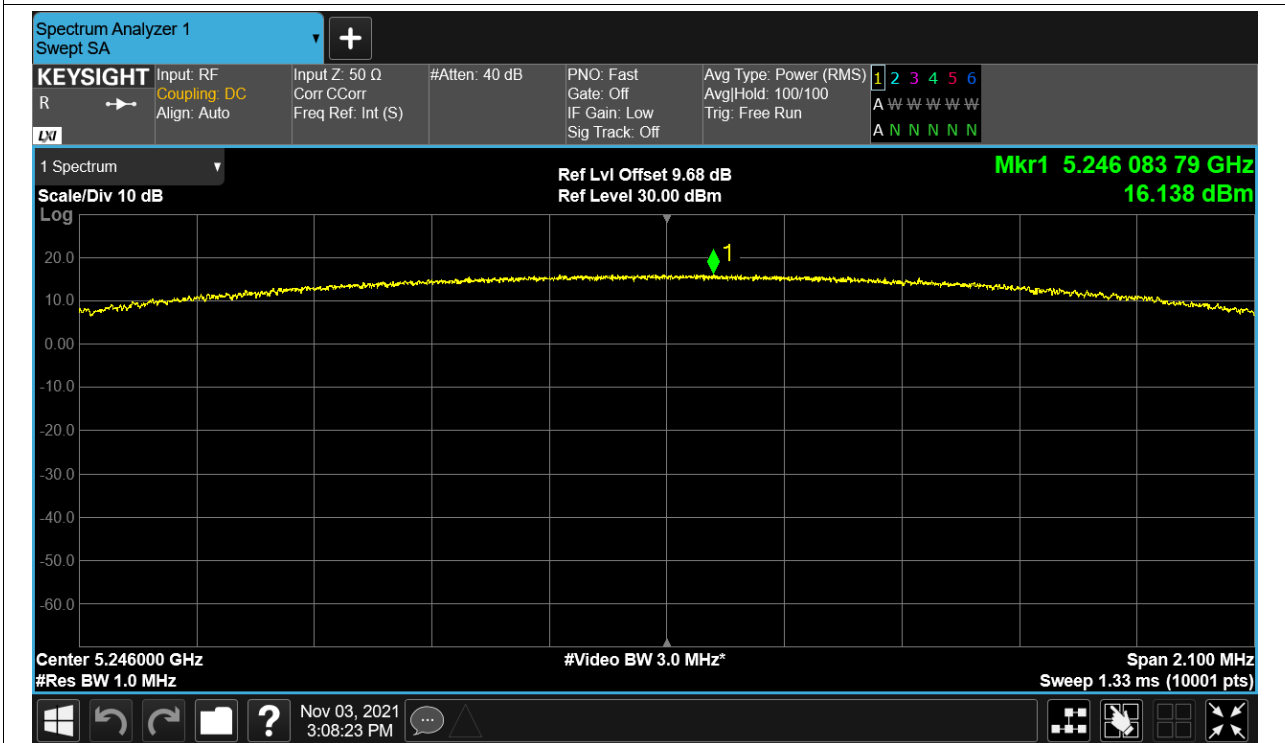 Spectrum Analyzer 1
Swept SA
+
KEYSIGHT Input: RF Input Z: 50 Ω #Atten: 40 dB PNO: Fast Avg Type: Power (RMS) 1 2 3 4 5 6
R Coupling: DC Corr CCorr Gate: Off Avg|Hold: 100/100 A W W W W W
Align: Auto Freq Ref: Int (S) IF Gain: Low Trig: Free Run
LXI Sig Track: Off A N N N N N
1 Spectrum
Ref Lvl Offset 9.68 dB
Mkr1 5.246 083 79 GHz
Scale/Div 10 dB Ref Level 30.00 dBm 16.138 dBm
Log
1
20.0
10.0
0.00
-10.0
-20.0
-30.0
-40.0
-50.0
-60.0
Center 5.246000 GHz #Video BW 3.0 MHz* Span 2.100 MHz
#Res BW 1.0 MHz Sweep 1.33 ms (10001 pts)
? Nov 03, 2021
3:08:23 PM